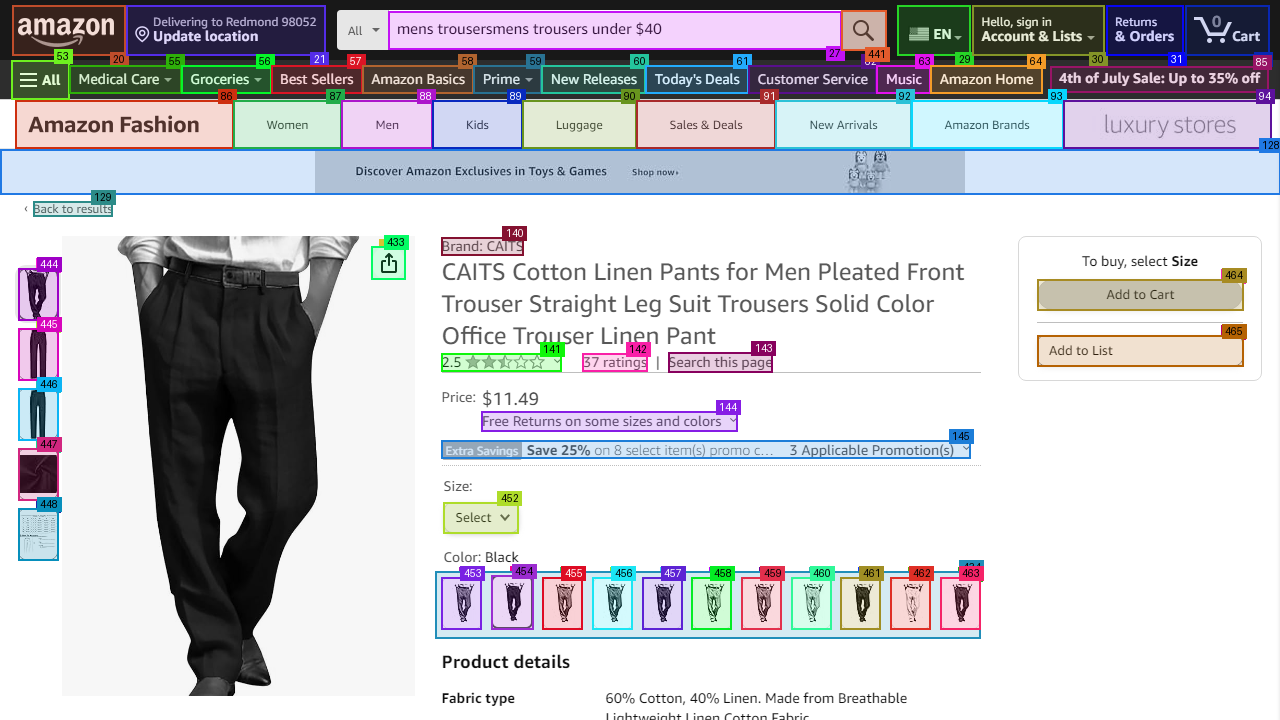 amazon
Delivering to Redmond 98052
Update location
All
mens trousersmens trousers under $40
EN
Hello, sign in
Account & Lists
Returns
& Orders
0
Cart
19 
20
21
27
441
29
30
31
53
All
Medical Care
Groceries
Best Sellers
Amazon Basics
Prime
New Releases
Today's Deals
Customer Service
Music
Amazon Home
4th of July Sale: Up to 35% off
55
56
57
58
59
60
61
63
64
85
Amazon Fashion
Women
Men
Kids
Luggage
Sales & Deals
New Arrivals
Amazon Brands
luxury stores
86
87
88
89
90
91
92
93
94
128
Discover Amazon Exclusives in Toys & Games
Shop now›
129
‹ Back to results
140
Brand: CAITS
CAITS Cotton Linen Pants for Men Pleated Front
Trouser Straight Leg Suit Trousers Solid Color
Office Trouser Linen Pant
141
142
143
2.5
37 ratings | Search this page
Price: $11.49
144
Free Returns on some sizes and colors
145
Extra Savings Save 25% on 8 select item(s) promo c... 3 Applicable Promotion(s)
Size:
452
Select
Color: Black
453
454
455
456
457
458
459
460
461
462
463
Product details
Fabric type
60% Cotton, 40% Linen. Made from Breathable
Lightweight Linen Cotton Fabric
433
444
445
446
447
448
To buy, select Size
464
Add to Cart
465
Add to List